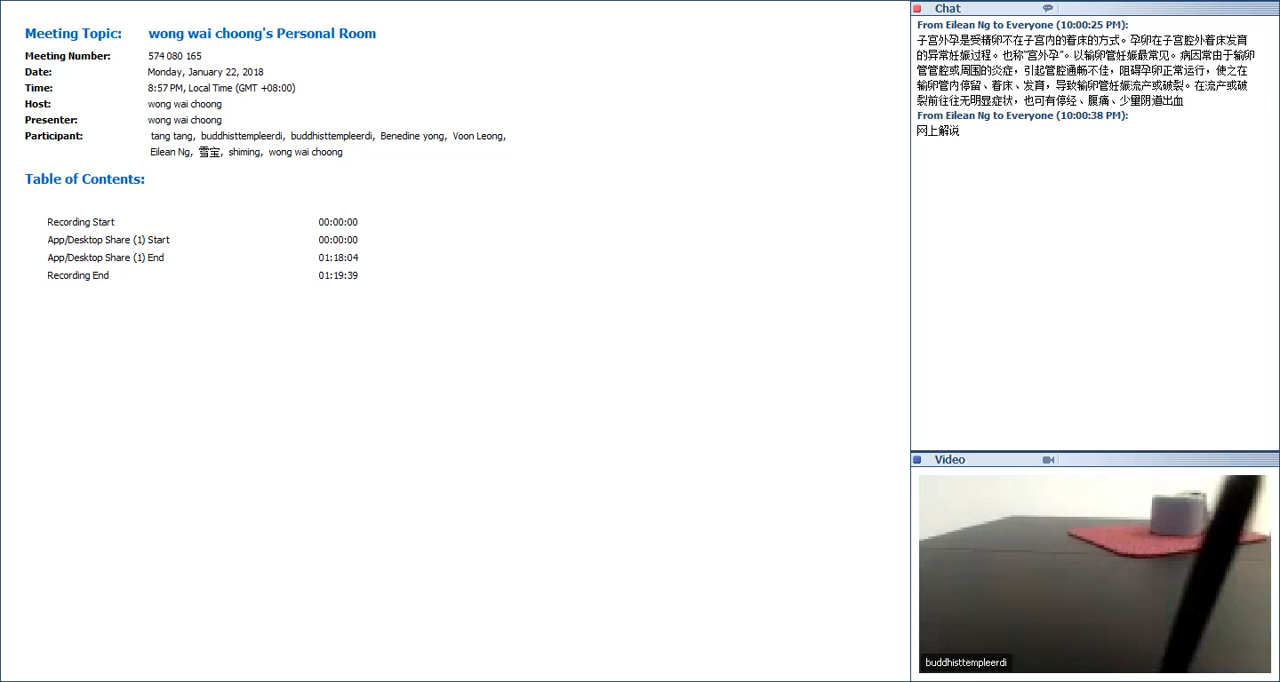 Meeting Topic: wong wai choong's Personal Room
Meeting Number: 574 080 165
Date: Monday, January 22, 2018
Time: 8:57 PM, Local Time (GMT +08:00)
Host: wong wai choong
Presenter: wong wai choong
Participant: tang tang, buddhisttempleerdi, buddhisttempleerdi, Benedine yong, Voon Leong,
Eilean Ng, 雪宝, shiming, wong wai choong
Table of Contents:
Recording Start 00:00:00
App/Desktop Share (1) Start 00:00:00
App/Desktop Share (1) End 01:18:04
Recording End 01:19:39
Chat
From Eilean Ng to Everyone (10:00:25 PM):
子宫外孕是受精卵不在子宫内的着床的方式。孕卵在子宫腔外着床发育
的异常妊娠过程。也称“宫外孕”。以输卵管妊娠最常见。病因常由于输卵
管管腔或周围的炎症，引起管腔通畅不佳，阻碍孕卵正常运行，使之在
输卵管内停留、着床、发育，导致输卵管妊娠流产或破裂。在流产或破
裂前往往无明显症状，也可有停经、腹痛、少量阴道出血
From Eilean Ng to Everyone (10:00:38 PM):
网上解说
Video
buddhisttempleerdi